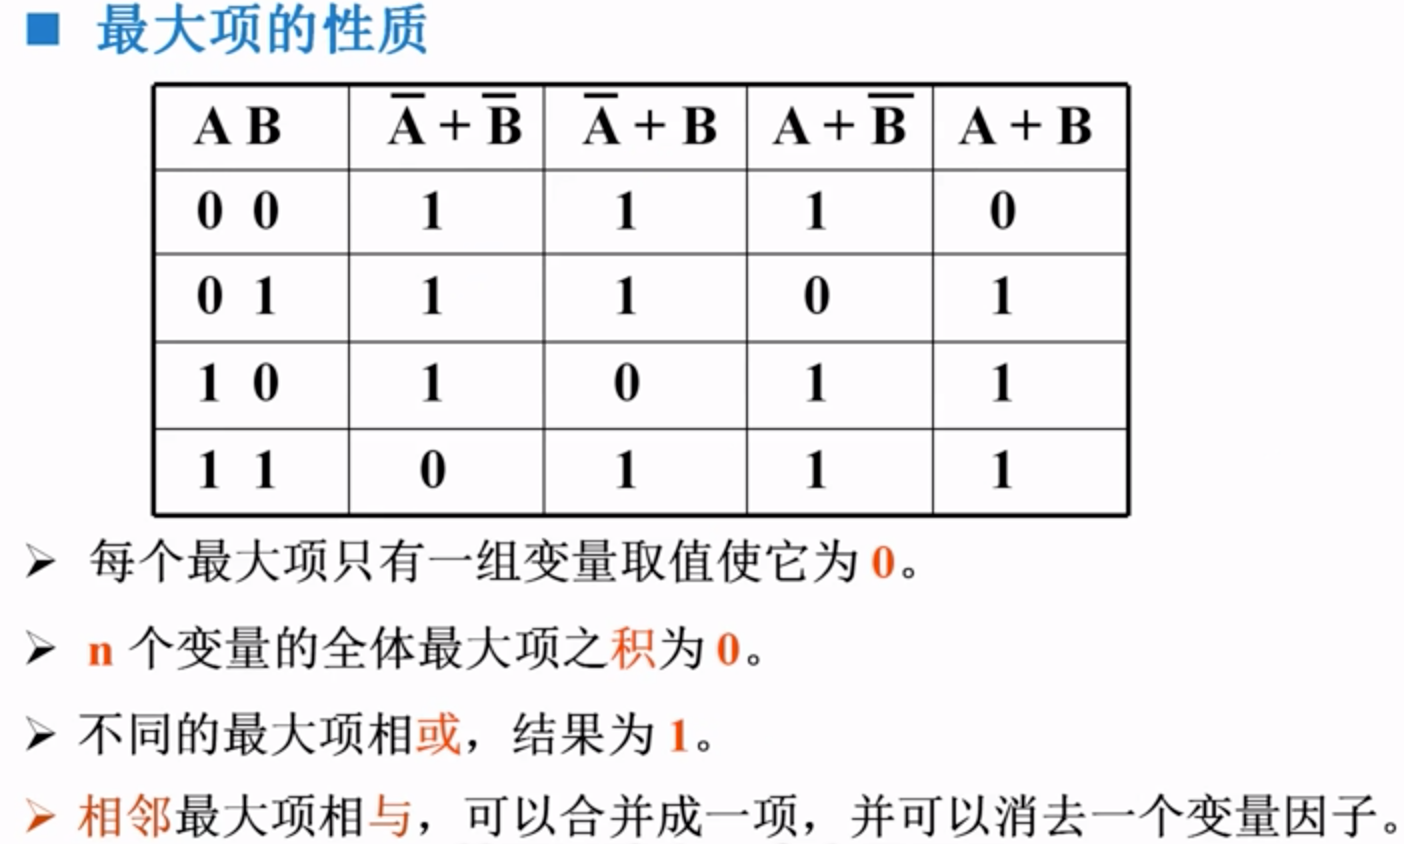 ■ 最大项的性质
A B A̅ + B̅ A̅ + B A + B̅ A + B
0 0 1 1 1 0
0 1 1 1 0 1
1 0 1 0 1 1
1 1 0 1 1 1
➢ 每个最大项只有一组变量取值使它为 0。
➢ n 个变量的全体最大项之积为 0。
➢ 不同的最大项相或，结果为 1。
➢ 相邻最大项相与，可以合并成一项，并可以消去一个变量因子。